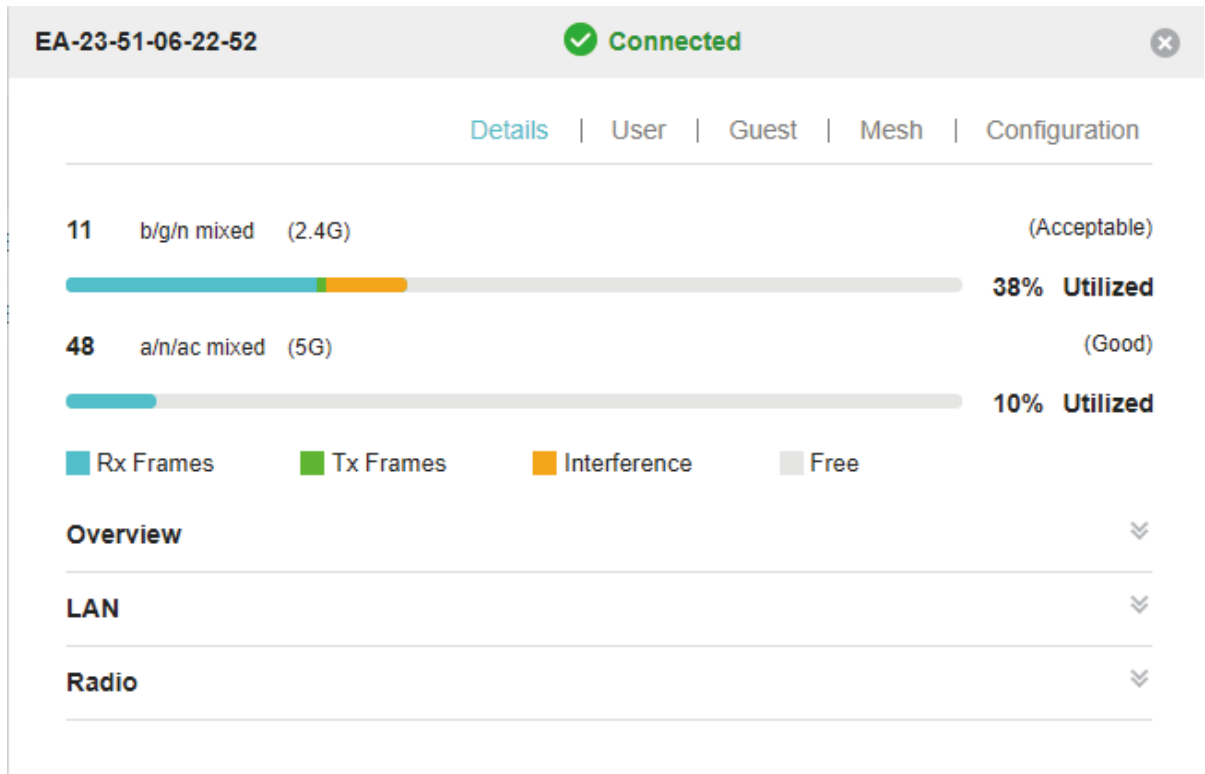 EA-23-51-06-22-52 Connected
Details | User | Guest | Mesh | Configuration
11 b/g/n mixed (2.4G) (Acceptable)
38% Utilized
48 a/n/ac mixed (5G) (Good)
10% Utilized
Rx Frames Tx Frames Interference Free
Overview
LAN
Radio